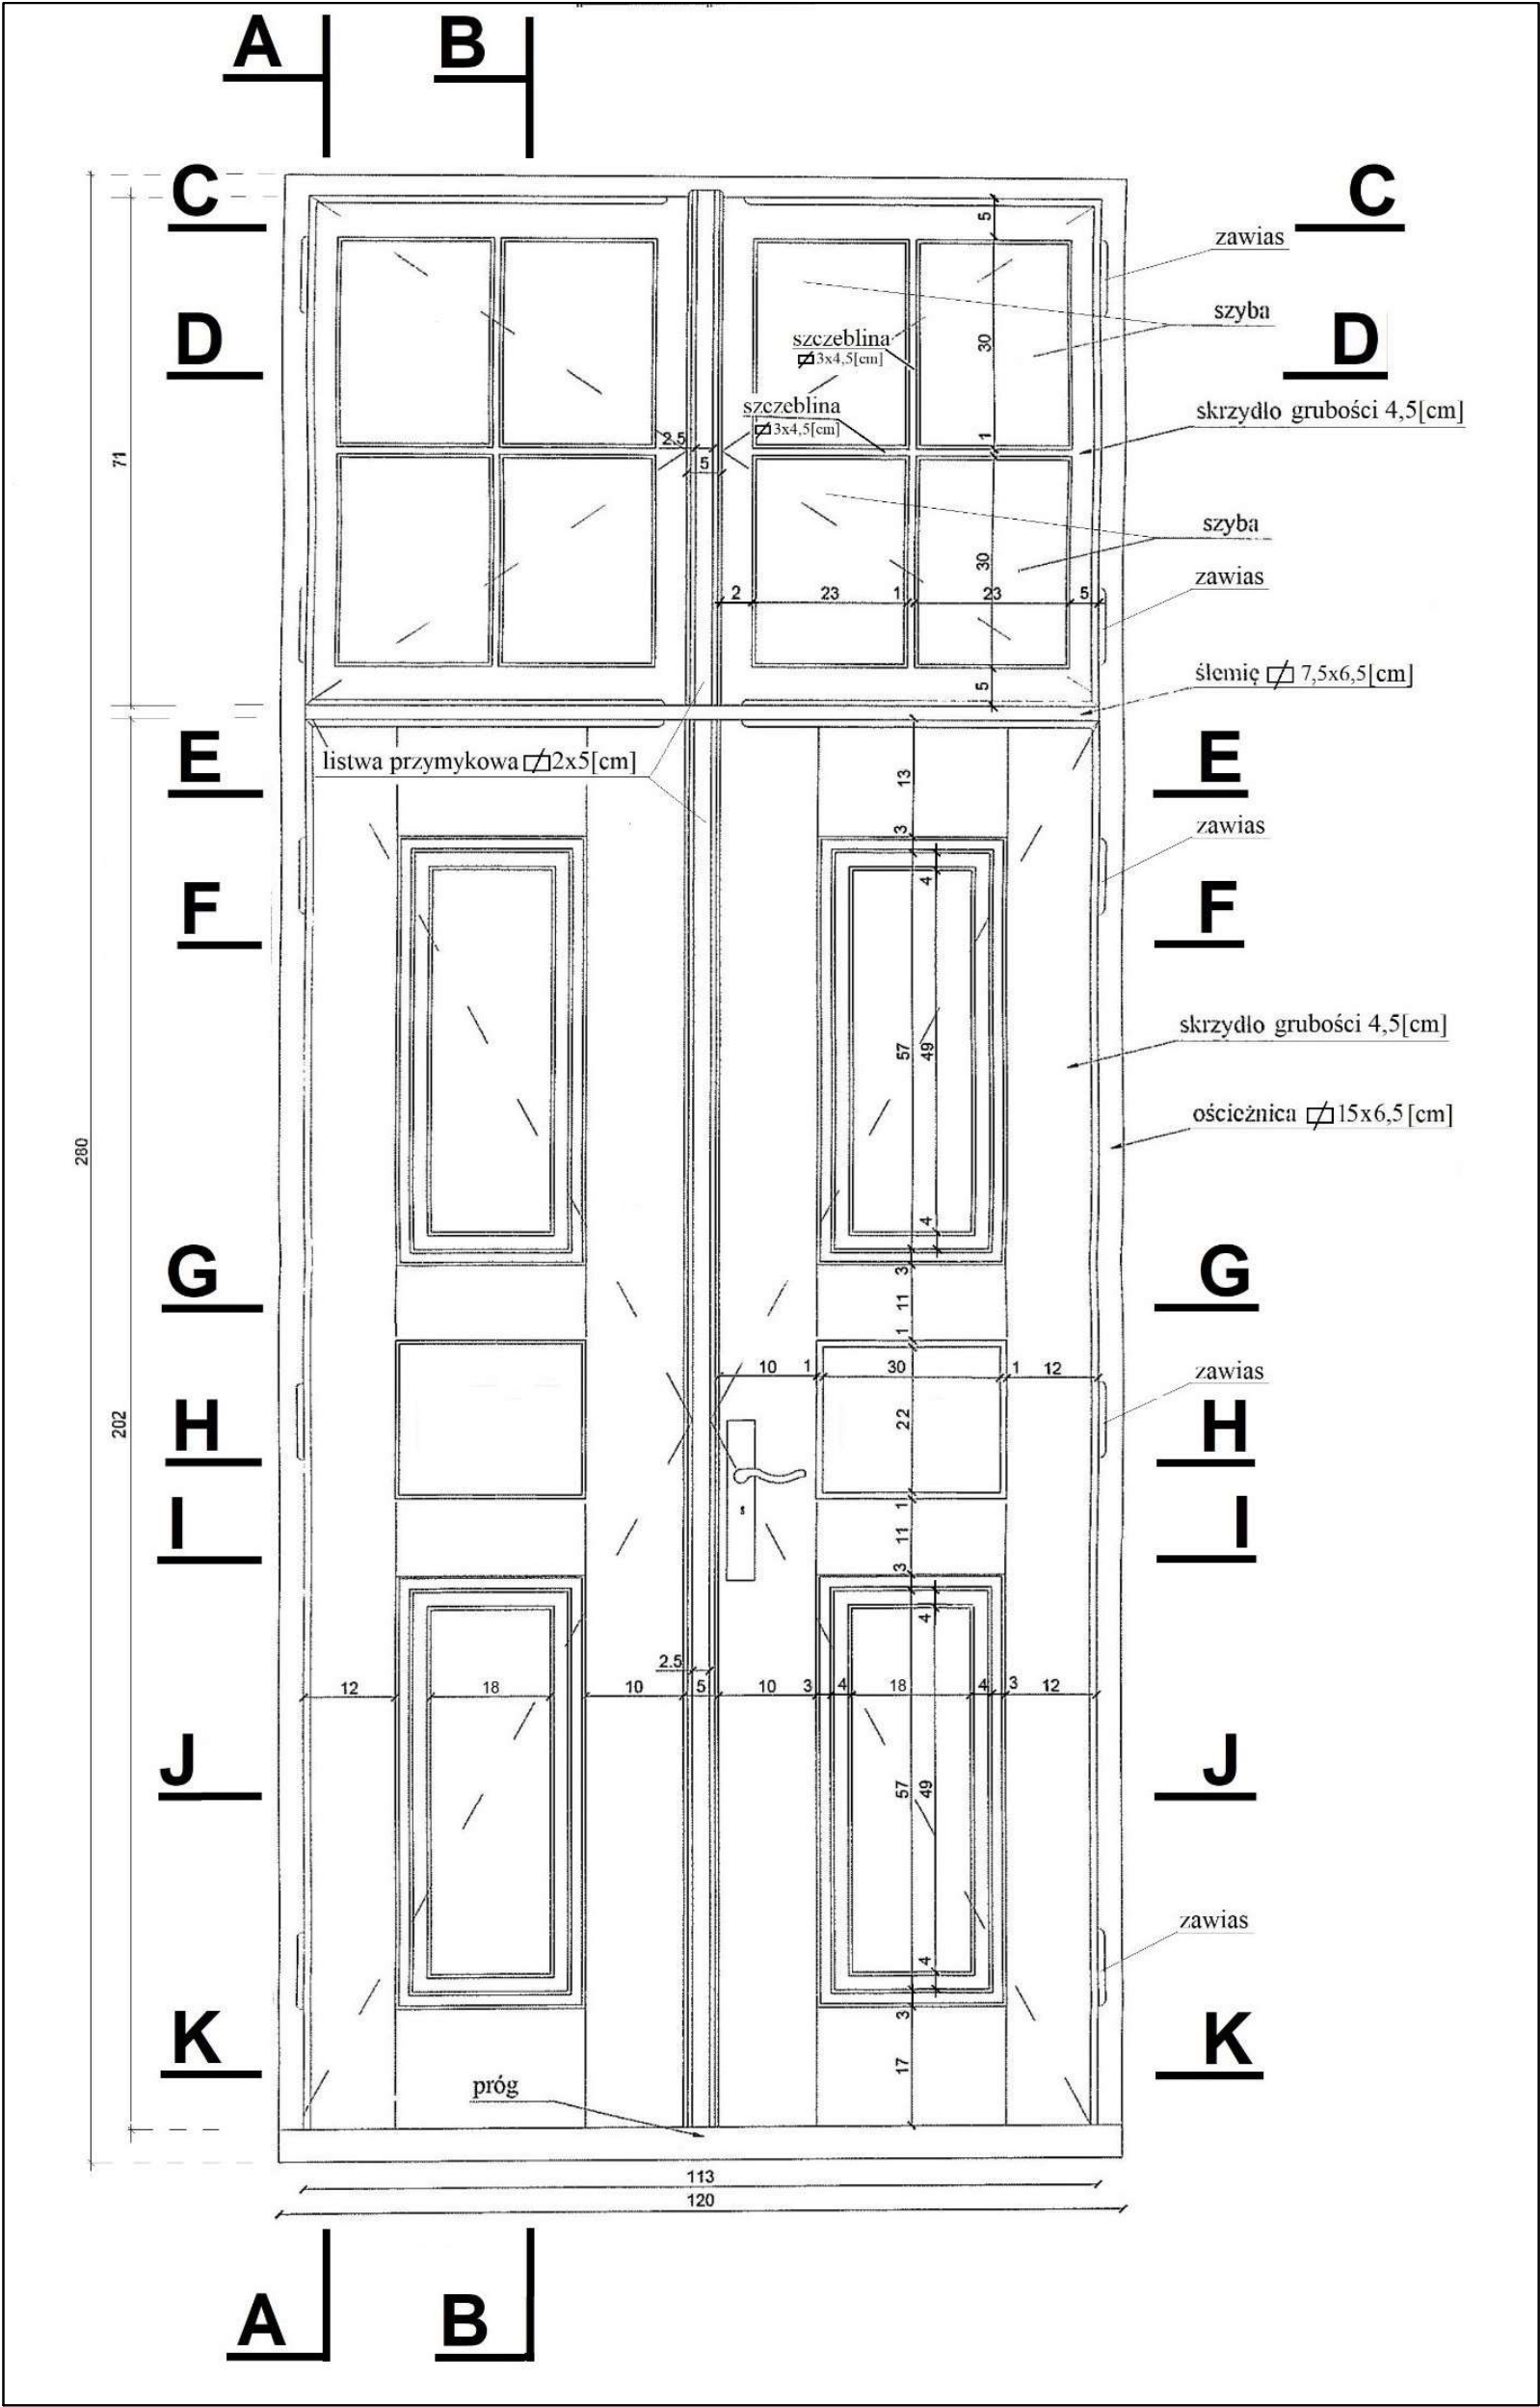 A
B
C
C
5
zawias
szyba
D
30
szczeblina
3x4,5[cm]
D
szczeblina
3x4,5[cm]
skrzydło grubości 4,5[cm]
71
2.5
1
5
szyba
30
zawias
2
23
1
23
5
ślemię 7,5x6,5[cm]
5
E
listwa przymykowa 2x5[cm]
13
E
3
zawias
4
F
F
57
49
skrzydło grubości 4,5[cm]
ościeżnica 15x6,5[cm]
280
4
G
3
G
11
1
10
1
30
1
12
zawias
202
H
22
H
I
1
I
11
3
4
2.5
12
18
10
5
10
3
4
18
4
3
12
J
57
49
J
zawias
4
K
3
K
17
próg
113
120
A
B